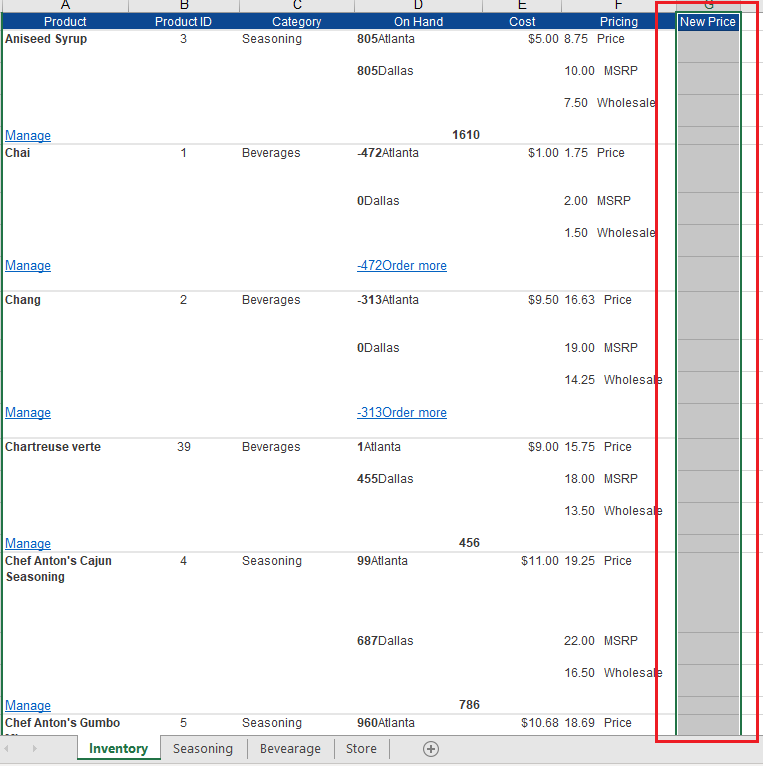 A B C D E F G
Product Product ID Category On Hand Cost Pricing New Price
Aniseed Syrup 3 Seasoning 805Atlanta $5.00 8.75 Price
805Dallas 10.00 MSRP
7.50 Wholesale
Manage 1610
Chai 1 Beverages -472Atlanta $1.00 1.75 Price
0Dallas 2.00 MSRP
1.50 Wholesale
Manage -472Order more
Chang 2 Beverages -313Atlanta $9.50 16.63 Price
0Dallas 19.00 MSRP
14.25 Wholesale
Manage -313Order more
Chartreuse verte 39 Beverages 1Atlanta $9.00 15.75 Price
455Dallas 18.00 MSRP
13.50 Wholesale
Manage 456
Chef Anton's Cajun 4 Seasoning 99Atlanta $11.00 19.25 Price
Seasoning
687Dallas 22.00 MSRP
16.50 Wholesale
Manage 786
Chef Anton's Gumbo 5 Seasoning 960Atlanta $10.68 18.69 Price
Inventory Seasoning Bevearage Store